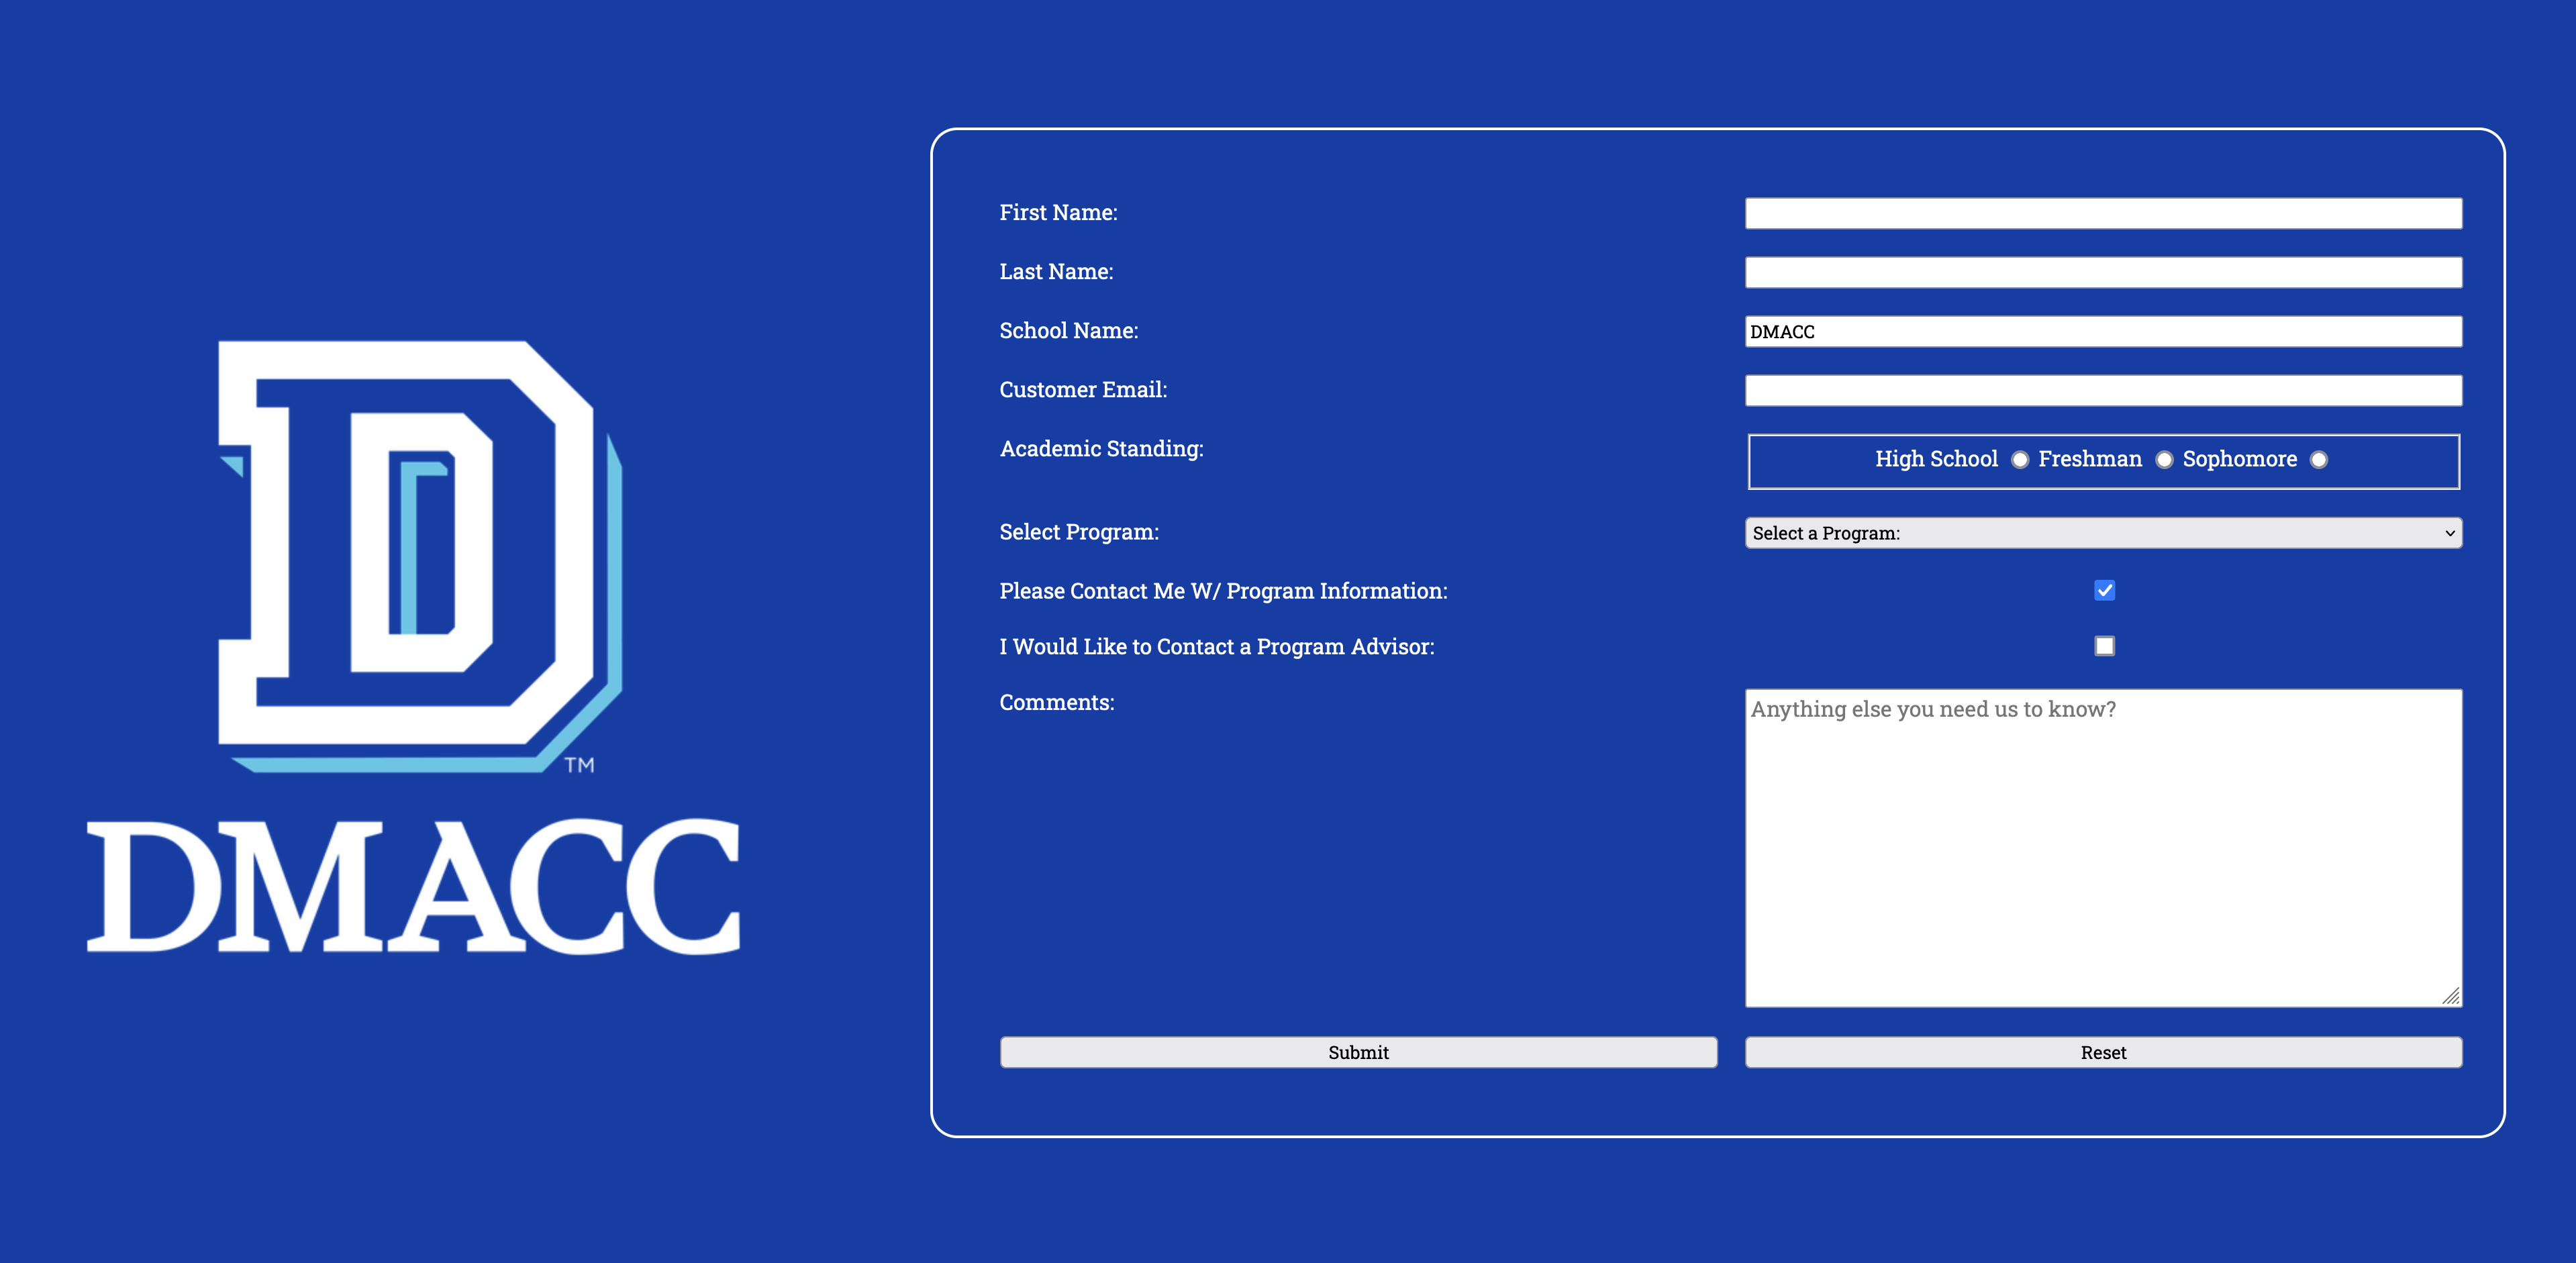 D
TM
DMACC
First Name:
Last Name:
School Name: DMACC
Customer Email:
Academic Standing: High School Freshman Sophomore
Select Program: Select a Program:
Please Contact Me W/ Program Information:
I Would Like to Contact a Program Advisor:
Comments: Anything else you need us to know?
Submit Reset